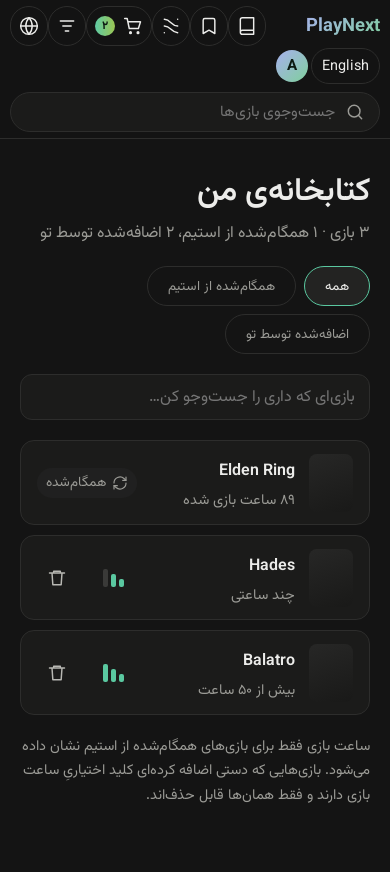 PlayNext
۲
English
A
جست‌وجوی بازی‌ها
کتابخانه‌ی من
۳ بازی · ۱ همگام‌شده از استیم، ۲ اضافه‌شده توسط تو
همه
همگام‌شده از استیم
اضافه‌شده توسط تو
بازی‌ای که داری را جست‌وجو کن…
Elden Ring
۸۹ ساعت بازی شده
همگام‌شده
Hades
چند ساعتی
Balatro
بیش از ۵۰ ساعت
ساعت بازی فقط برای بازی‌های همگام‌شده از استیم نشان داده
می‌شود. بازی‌هایی که دستی اضافه کرده‌ای کلید اختیاریِ ساعت
بازی دارند و فقط همان‌ها قابل حذف‌اند.